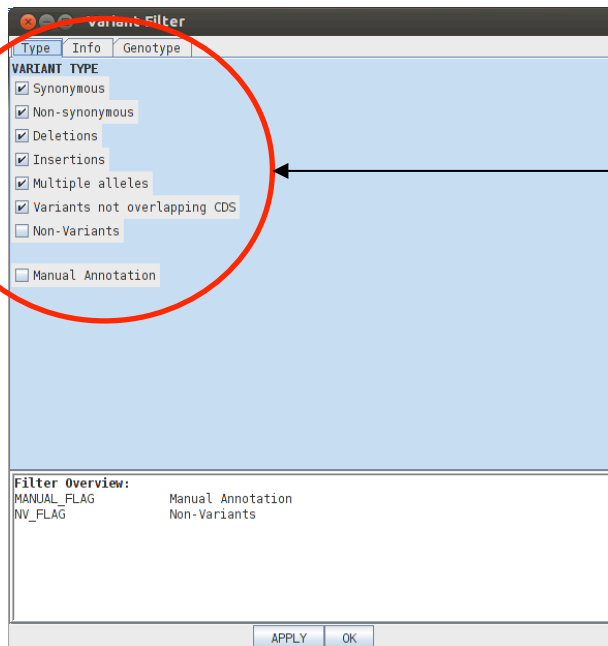 Variant Filter
Type Info Genotype
VARIANT TYPE
Synonymous
Non-synonymous
Deletions
Insertions
Multiple alleles
Variants not overlapping CDS
Non-Variants
Manual Annotation
Filter Overview:
MANUAL_FLAG Manual Annotation
NV_FLAG Non-Variants
APPLY OK